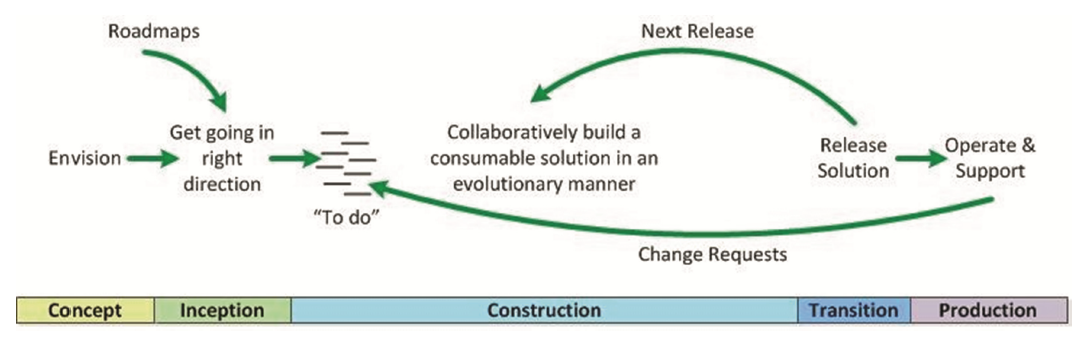 Roadmaps
Next Release
Envision
Get going in
right
direction
"To do"
Collaboratively build a
consumable solution in an
evolutionary manner
Release
Solution
Operate &
Support
Change Requests
Concept
Inception
Construction
Transition
Production